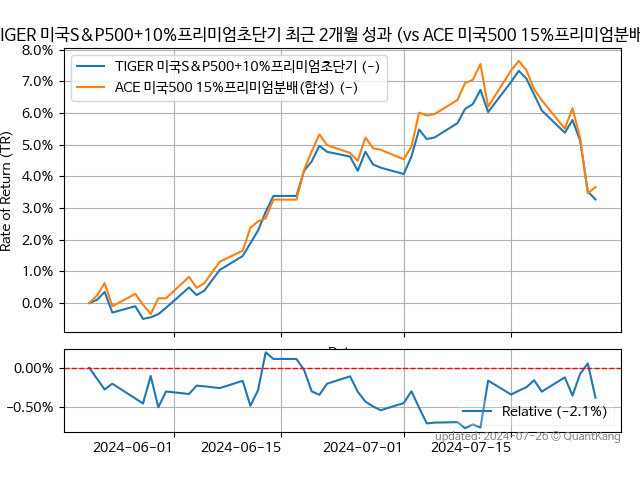 IGER 미국S&P500+10%프리미엄초단기 최근 2개월 성과 (vs ACE 미국500 15%프리미엄분배
8.0%
7.0%
6.0%
5.0%
4.0%
3.0%
2.0%
1.0%
0.0%
Rate of Return (TR)
TIGER 미국S&P500+10%프리미엄초단기 (-)
ACE 미국500 15%프리미엄분배(합성) (-)
0.00%
-0.50%
Relative (-2.1%)
updated: 2024-07-26 © QuantKang
2024-06-01 2024-06-15 2024-07-01 2024-07-15